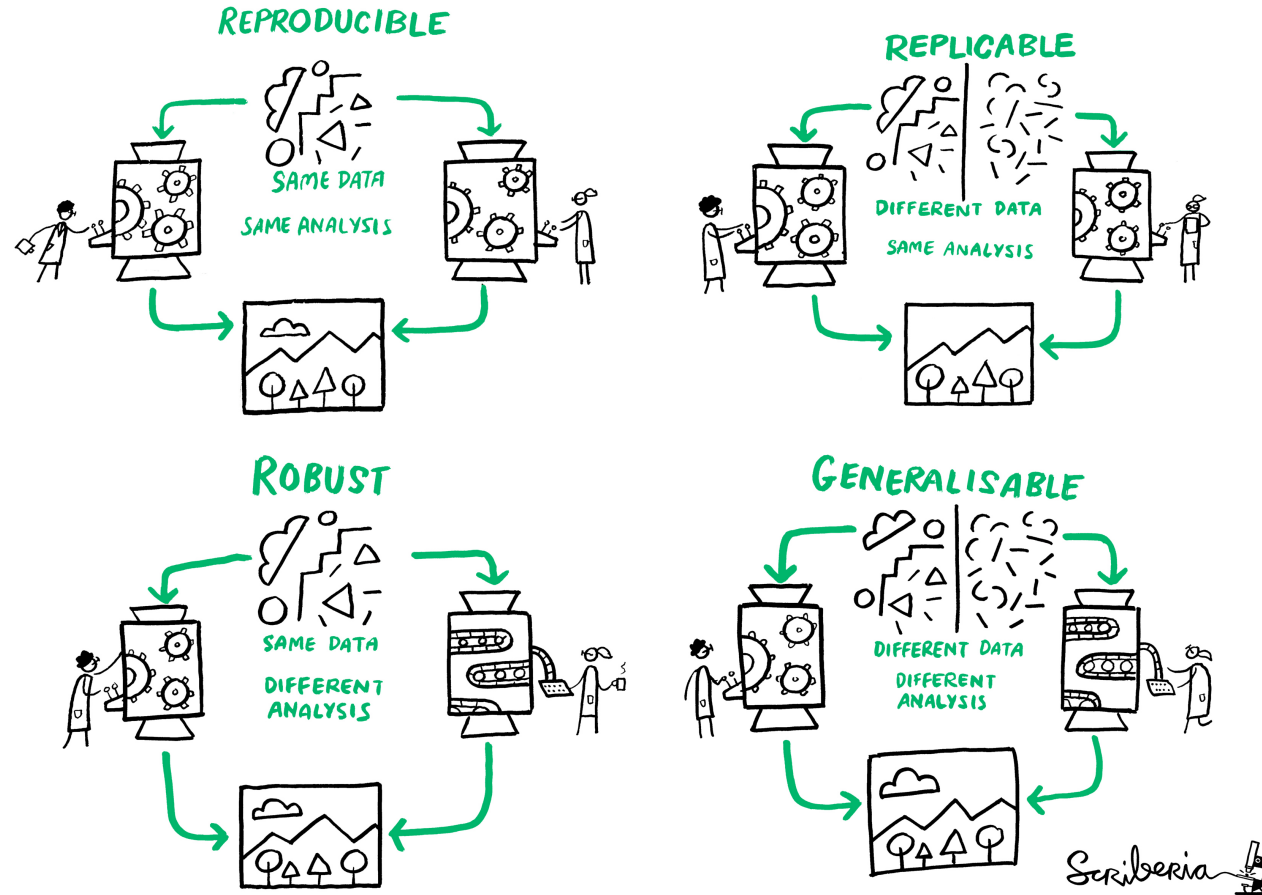 REPRODUCIBLE
SAME DATA
SAME ANALYSIS
REPLICABLE
DIFFERENT DATA
SAME ANALYSIS
ROBUST
SAME DATA
DIFFERENT
ANALYSIS
GENERALISABLE
DIFFERENT DATA
DIFFERENT
ANALYSIS
Scriberia